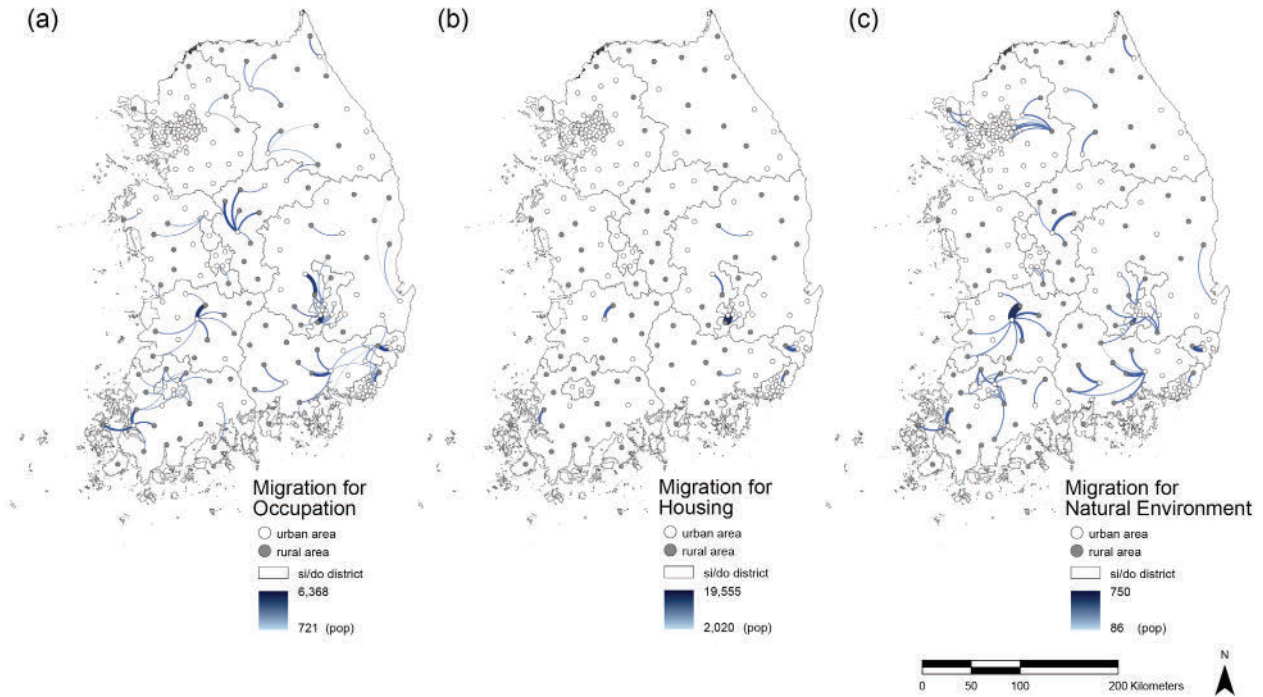 (a)
(b)
(c)
Migration for
Occupation
urban area
rural area
si/do district
6,368
721 (pop)
Migration for
Housing
urban area
rural area
si/do district
19,555
2,020 (pop)
Migration for
Natural Environment
urban area
rural area
si/do district
750
86 (pop)
N
0 50 100 200 Kilometers